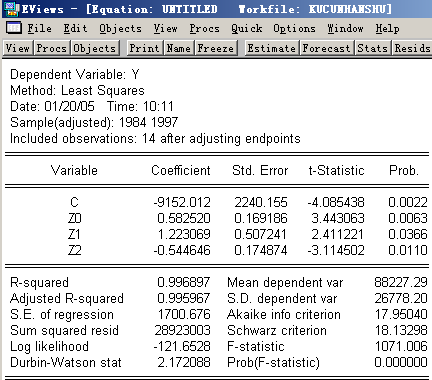 EViews - [Equation: UNTITLED Workfile: KUCUNHANSHU]
File Edit Objects View Procs Quick Options Window Help
View Procs Objects Print Name Freeze Estimate Forecast Stats Resids
Dependent Variable: Y
Method: Least Squares
Date: 01/20/05 Time: 10:11
Sample(adjusted): 1984 1997
Included observations: 14 after adjusting endpoints
Variable Coefficient Std. Error t-Statistic Prob.
C -9152.012 2240.155 -4.085438 0.0022
Z0 0.582520 0.169186 3.443063 0.0063
Z1 1.223069 0.507241 2.411221 0.0366
Z2 -0.544646 0.174874 -3.114502 0.0110
R-squared 0.996897 Mean dependent var 88227.29
Adjusted R-squared 0.995967 S.D. dependent var 26778.20
S.E. of regression 1700.676 Akaike info criterion 17.95040
Sum squared resid 28923003 Schwarz criterion 18.13298
Log likelihood -121.6528 F-statistic 1071.006
Durbin-Watson stat 2.172088 Prob(F-statistic) 0.000000